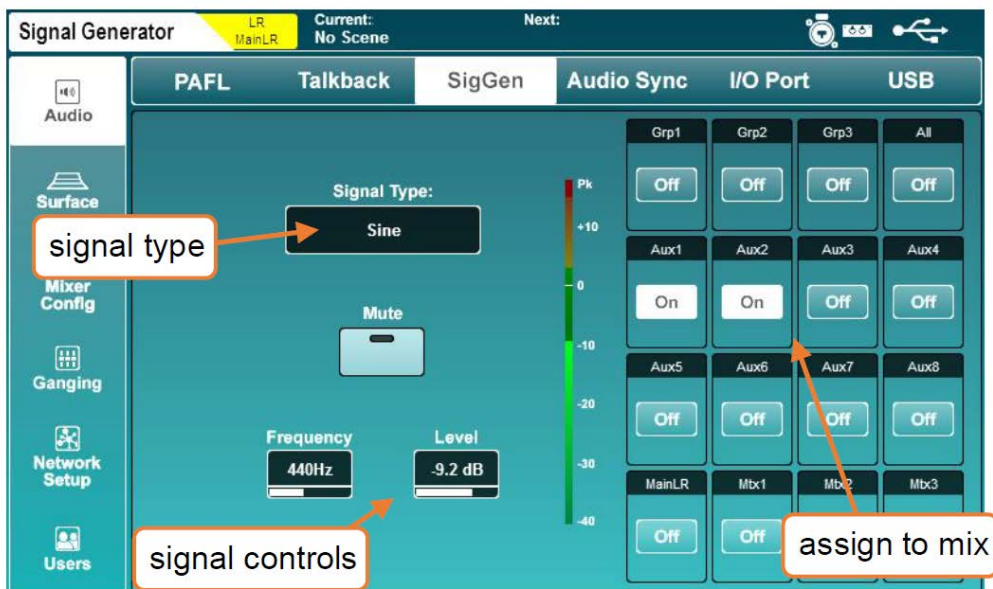 Signal Generator
LR
MainLR
Current:
No Scene
Next:
Audio
Surface
Mixer
Config
Ganging
Network
Setup
Users
PAFL
Talkback
SigGen
Audio Sync
I/O Port
USB
signal type
Signal Type:
Sine
Mute
Frequency
Level
440Hz
-9.2 dB
signal controls
Pk
+10
0
-10
-20
-30
-40
Grp1
Grp2
Grp3
All
Off
Off
Off
Off
Aux1
Aux2
Aux3
Aux4
On
On
Off
Off
Aux5
Aux6
Aux7
Aux8
Off
Off
Off
Off
MainLR
Mtx1
Mtx2
Mtx3
Off
Off
assign to mix